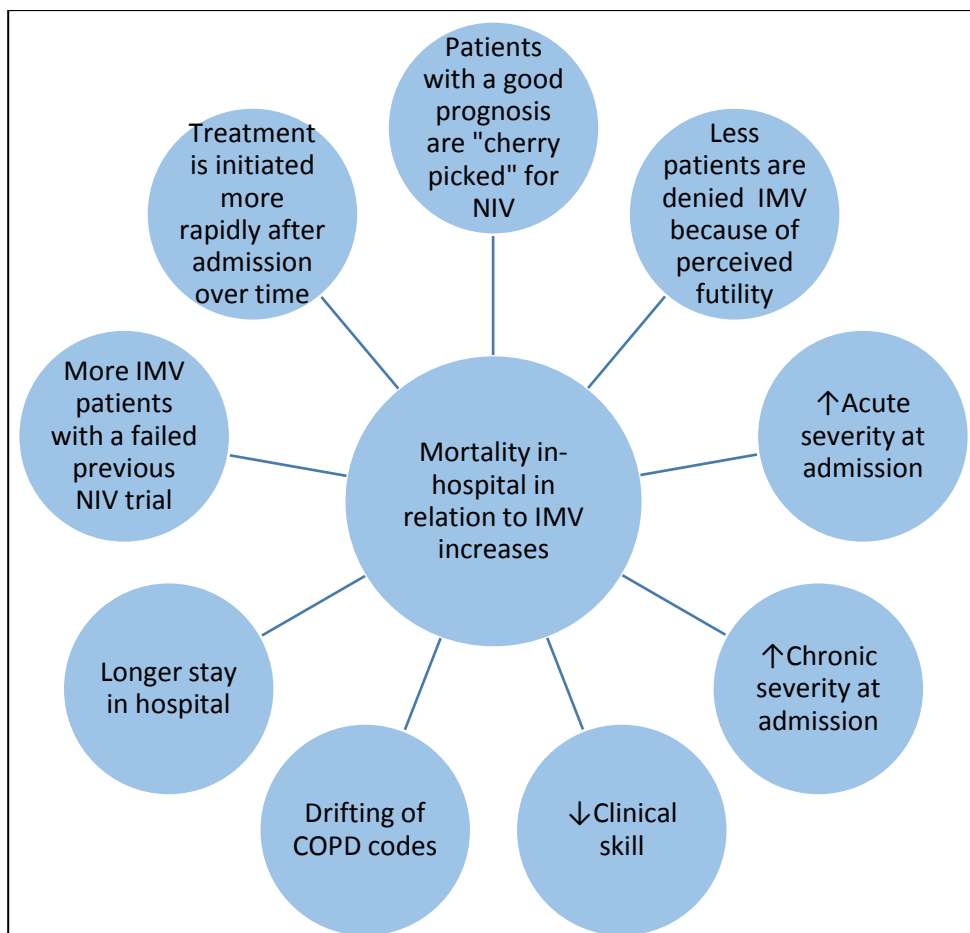 Patients
with a good
prognosis
are "cherry
picked" for
NIV
Less
patients are
denied  IMV
because of
perceived
futility
↑Acute
severity at
admission
↑Chronic
severity at
admission
↓Clinical
skill
Drifting of
COPD codes
Longer stay
in hospital
More IMV
patients
with a failed
previous
NIV trial
Treatment
is initiated
more
rapidly after
admission
over time
Mortality in-
hospital in
relation to IMV
increases